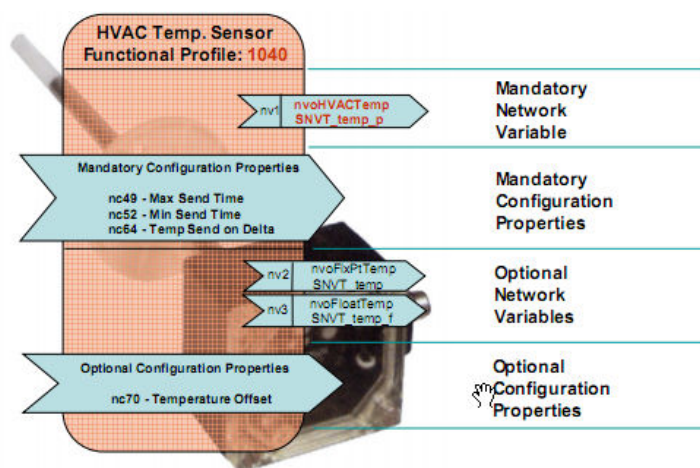 HVAC Temp. Sensor
Functional Profile: 1040
nv1
nvoHVACTemp
SNVT_temp_p
Mandatory
Network
Variable
Mandatory Configuration Properties
nc49 - Max Send Time
nc52 - Min Send Time
nc64 - Temp Send on Delta
Mandatory
Configuration
Properties
nv2
nvoFixPtTemp
SNVT_temp
nv3
nvoFloatTemp
SNVT_temp_f
Optional
Network
Variables
Optional Configuration Properties
nc70 - Temperature Offset
Optional
Configuration
Properties